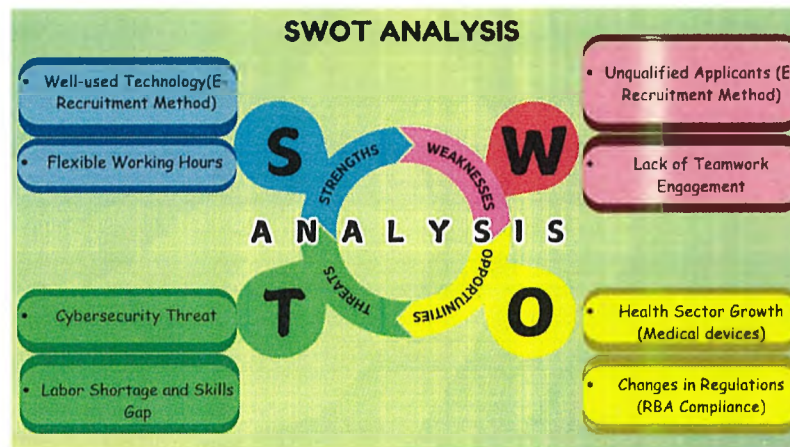 SWOT ANALYSIS
• Well-used Technology(E-
Recruitment Method)
• Flexible Working Hours
• Unqualified Applicants (E
Recruitment Method)
• Lack of Teamwork
Engagement
S
W
STRENGTHS
WEAKNESSES
ANALYSIS
THREATS
OPPORTUNITIES
T
O
• Cybersecurity Threat
• Labor Shortage and Skills
Gap
• Health Sector Growth
(Medical devices)
• Changes in Regulations
(RBA Compliance)